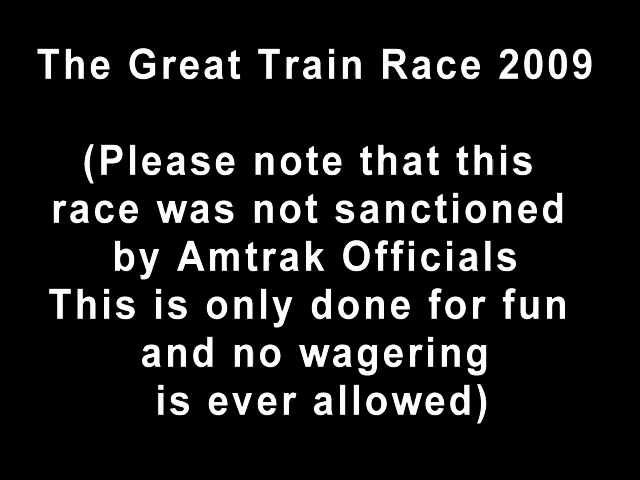 The Great Train Race 2009
(Please note that this
race was not sanctioned
by Amtrak Officials
This is only done for fun
and no wagering
is ever allowed)